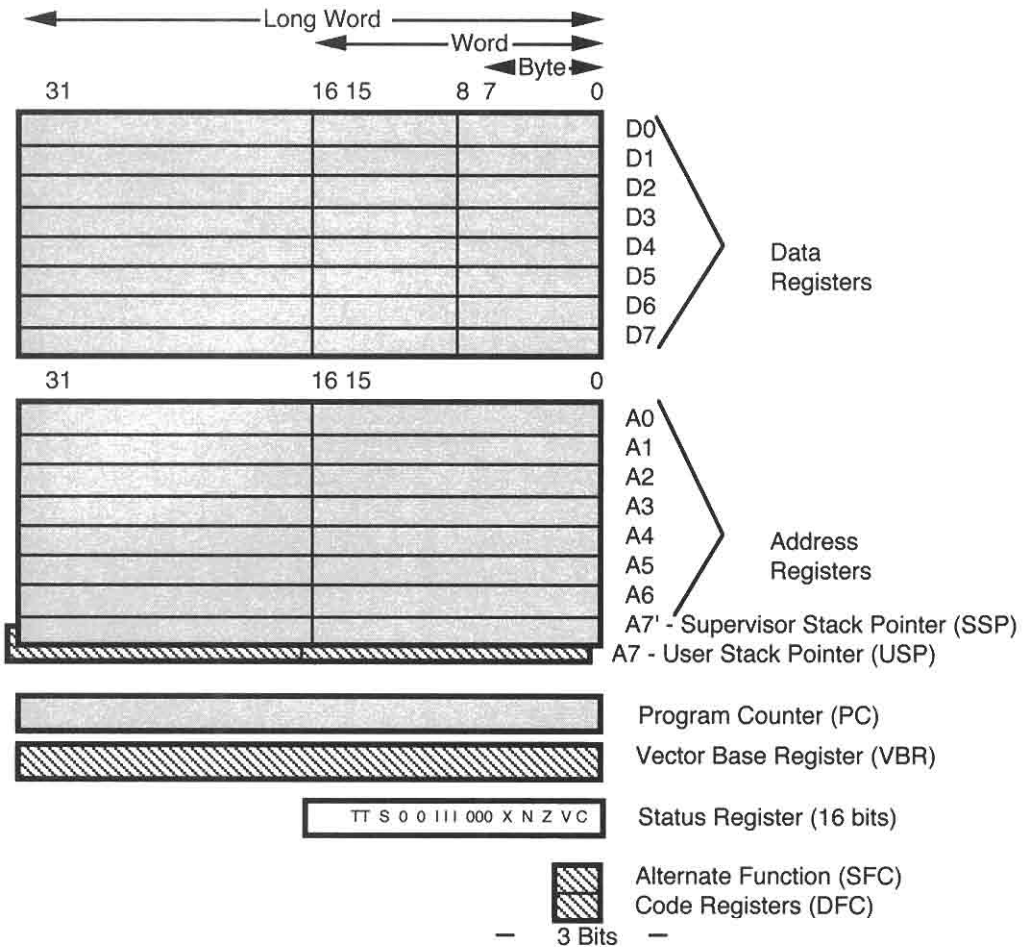 Long Word
Word
Byte
31 16 15 8 7 0
D0
D1
D2
D3
D4
D5
D6
D7
Data
Registers
31 16 15 0
A0
A1
A2
A3
A4
A5
A6
Address
Registers
A7' - Supervisor Stack Pointer (SSP)
A7 - User Stack Pointer (USP)
Program Counter (PC)
Vector Base Register (VBR)
TT S 0 0 I I I 000 X N Z V C
Status Register (16 bits)
Alternate Function (SFC)
Code Registers (DFC)
3 Bits